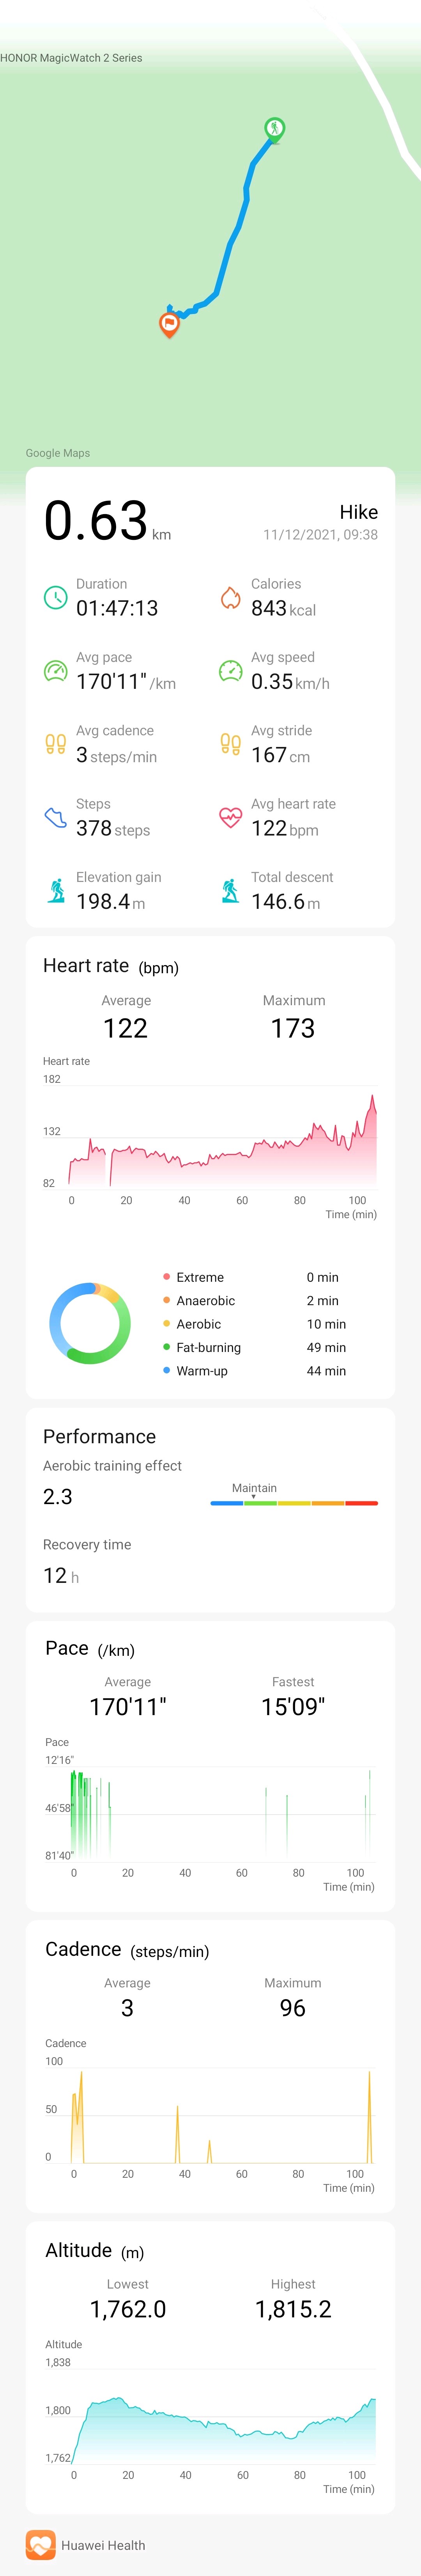 HONOR MagicWatch 2 Series
Google Maps
0.63 km
Hike
11/12/2021, 09:38
Duration
01:47:13
Calories
843 kcal
Avg pace
170'11" /km
Avg speed
0.35 km/h
Avg cadence
3 steps/min
Avg stride
167 cm
Steps
378 steps
Avg heart rate
122 bpm
Elevation gain
198.4 m
Total descent
146.6 m
Heart rate (bpm)
Average Maximum
122 173
Heart rate
182
132
82
0 20 40 60 80 100
Time (min)
Extreme 0 min
Anaerobic 2 min
Aerobic 10 min
Fat-burning 49 min
Warm-up 44 min
Performance
Aerobic training effect
2.3
Maintain
Recovery time
12 h
Pace (/km)
Average Fastest
170'11" 15'09"
Pace
12'16"
46'58"
81'40"
0 20 40 60 80 100
Time (min)
Cadence (steps/min)
Average Maximum
3 96
Cadence
100
50
0
0 20 40 60 80 100
Time (min)
Altitude (m)
Lowest Highest
1,762.0 1,815.2
Altitude
1,838
1,800
1,762
0 20 40 60 80 100
Time (min)
Huawei Health